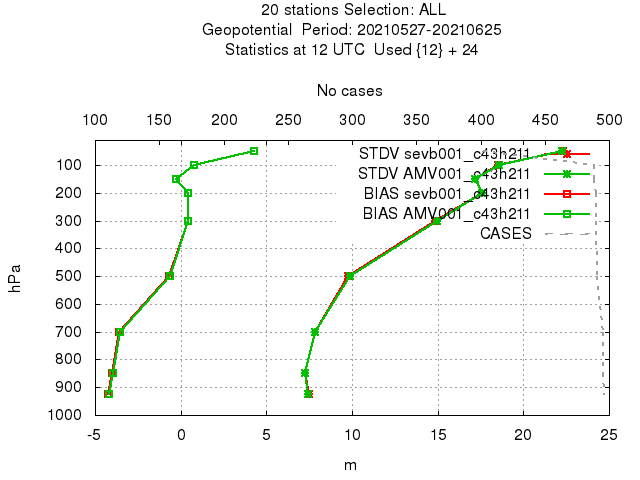 20 stations Selection: ALL
Geopotential  Period: 20210527-20210625
Statistics at 12 UTC  Used {12} + 24
No cases
100 150 200 250 300 350 400 450 500
STDV sevb001_c43h211
STDV AMV001_c43h211
BIAS sevb001_c43h211
BIAS AMV001_c43h211
CASES
hPa
100
200
300
400
500
600
700
800
900
1000
-5 0 5 10 15 20 25
m